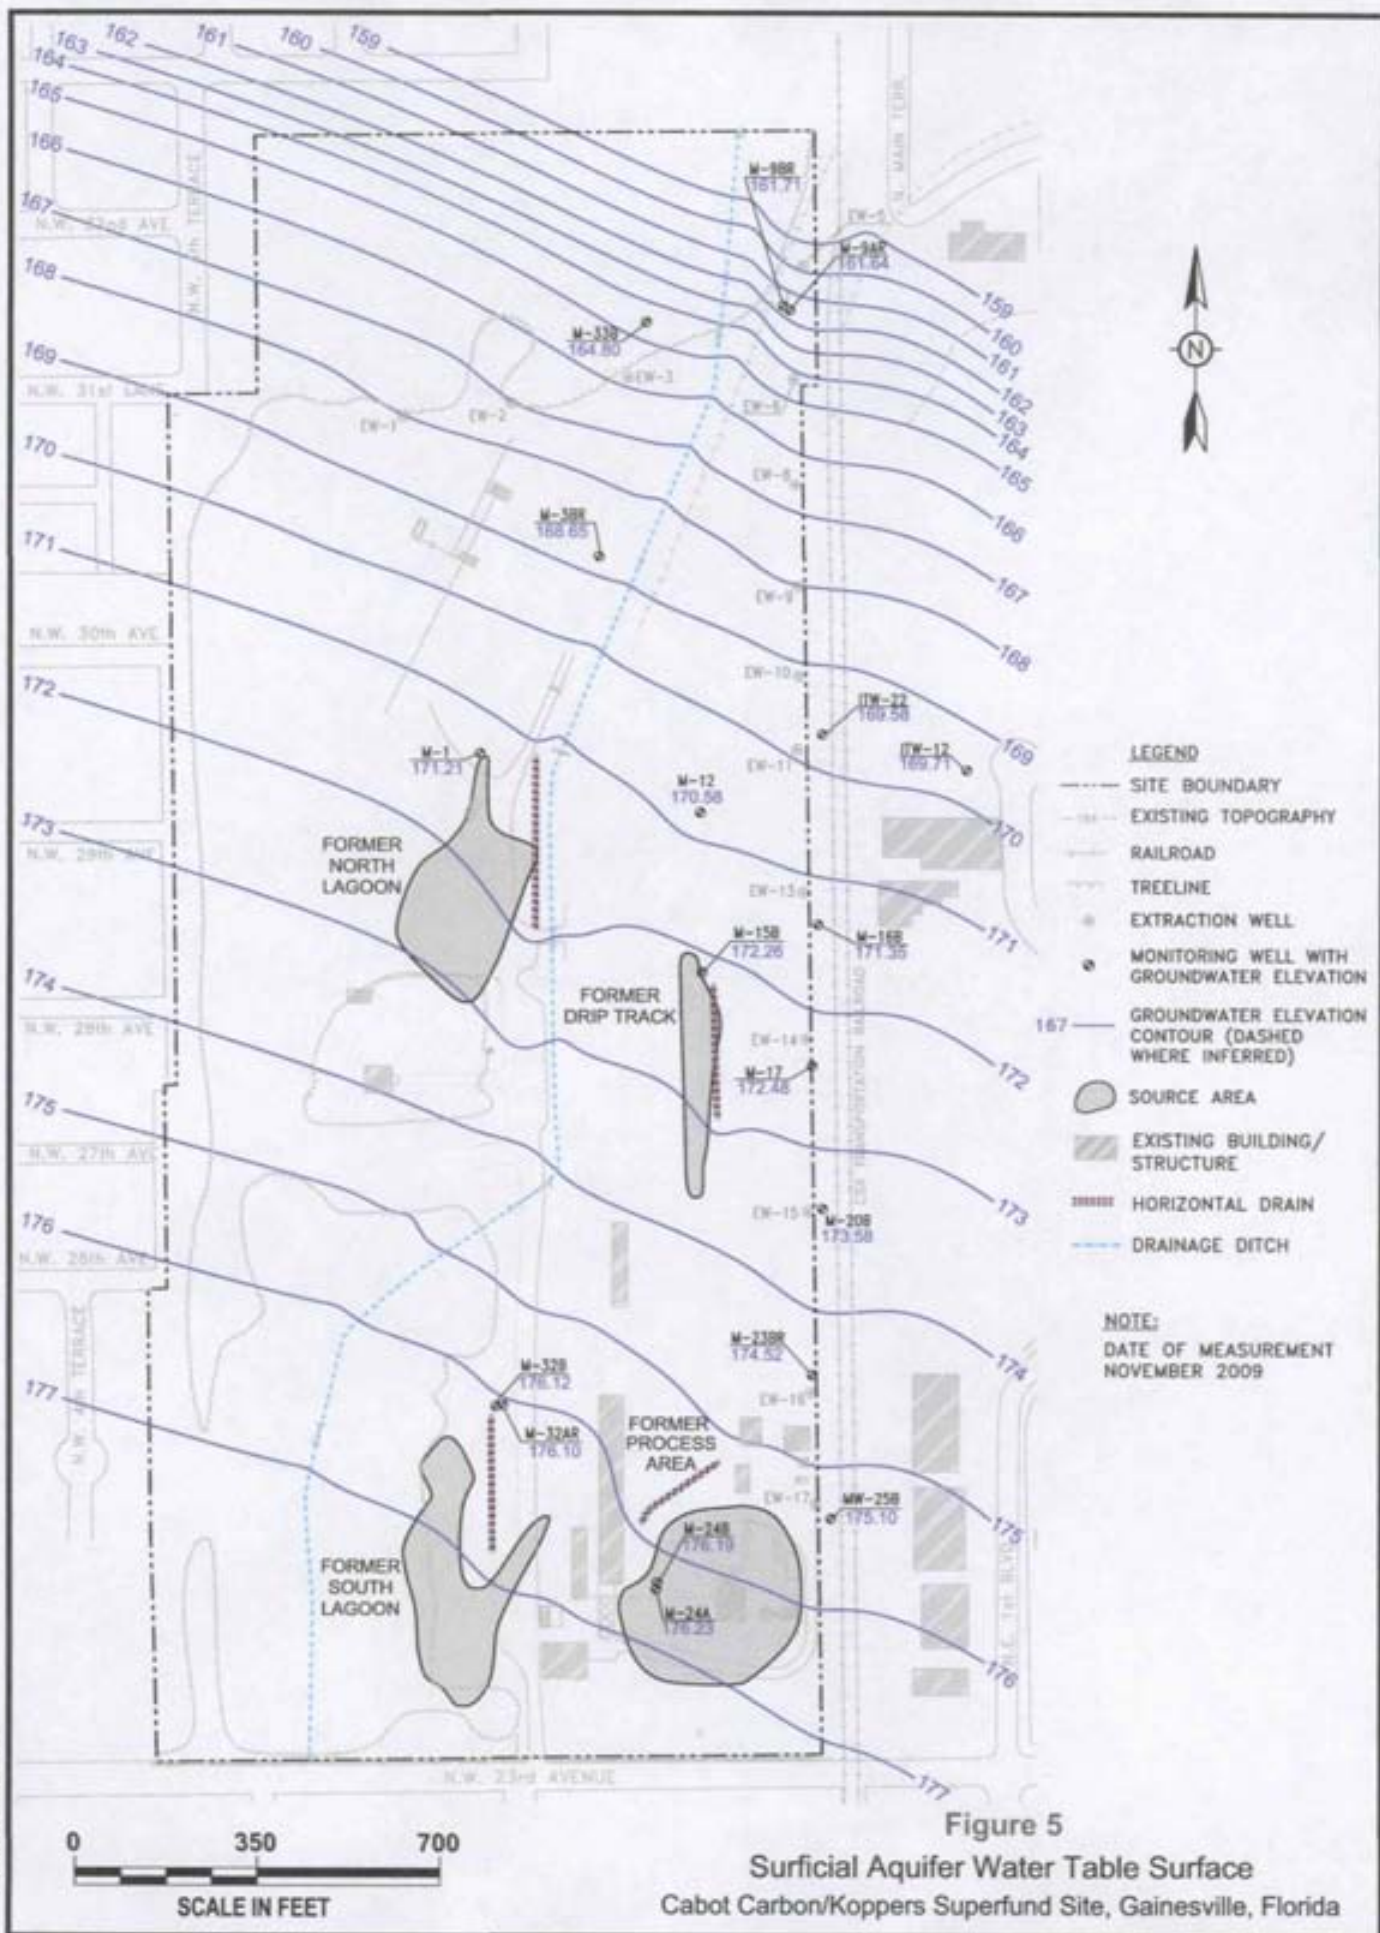 159
160
161
162
163
164
165
166
167
168
169
170
171
172
173
174
175
176
177
N.W. 4th TERRACE
N. MAIN TERR.
M-9BR
161.71
EW-5
M-9AR
161.64
159
160
161
162
163
164
165
166
167
168
169
170
171
172
173
174
175
176
177
N
M-33B
164.80
EW-3
EW-1
EW-2
EW-6
N.W. 31st LANE
EW-8
M-3BR
168.65
EW-9
N.W. 30th AVE
EW-10
ITW-22
169.58
M-1
171.21
EW-11
ITW-12
169.71
M-12
170.58
FORMER
NORTH
LAGOON
N.W. 29th AVE
EW-13
M-15B
172.26
M-16B
171.35
FORMER
DRIP TRACK
N.W. 28th AVE
EW-14
M-17
172.48
CSX TRANSPORTATION RAILROAD
N.W. 27th AVE
EW-15
M-20B
173.58
N.W. 26th AVE
N.W. 4th TERRACE
M-23BR
174.52
M-32B
176.12
EW-16
M-32AR
176.10
FORMER
PROCESS
AREA
EW-17
MW-25B
175.10
M-24B
176.19
FORMER
SOUTH
LAGOON
M-24A
176.23
N.E. 1st BLVD
N.W. 23rd AVENUE
LEGEND
SITE BOUNDARY
EXISTING TOPOGRAPHY
RAILROAD
TREELINE
EXTRACTION WELL
MONITORING WELL WITH
GROUNDWATER ELEVATION
167
GROUNDWATER ELEVATION
CONTOUR (DASHED
WHERE INFERRED)
SOURCE AREA
EXISTING BUILDING/
STRUCTURE
HORIZONTAL DRAIN
DRAINAGE DITCH
NOTE:
DATE OF MEASUREMENT
NOVEMBER 2009
0 350 700
SCALE IN FEET
Figure 5
Surficial Aquifer Water Table Surface
Cabot Carbon/Koppers Superfund Site, Gainesville, Florida